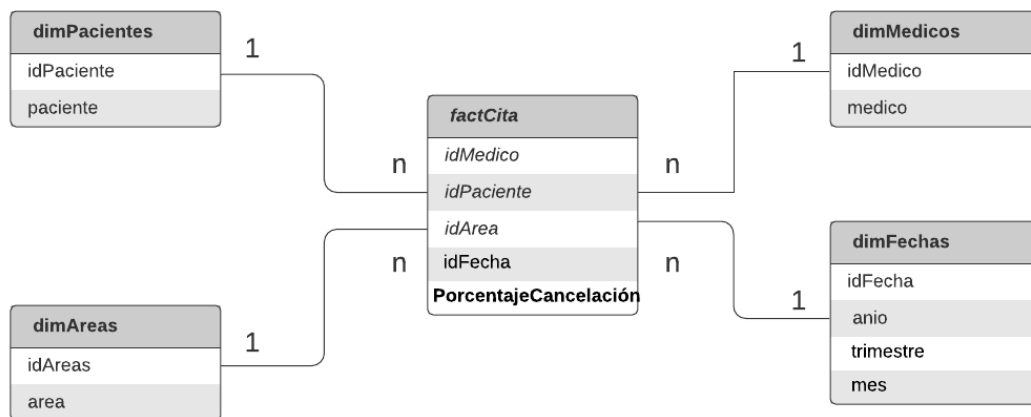 dimPacientes
idPaciente
paciente
1
n
dimAreas
idAreas
area
1
n
factCita
idMedico
idPaciente
idArea
idFecha
PorcentajeCancelación
dimMedicos
idMedico
medico
1
n
dimFechas
idFecha
anio
trimestre
mes
1
n